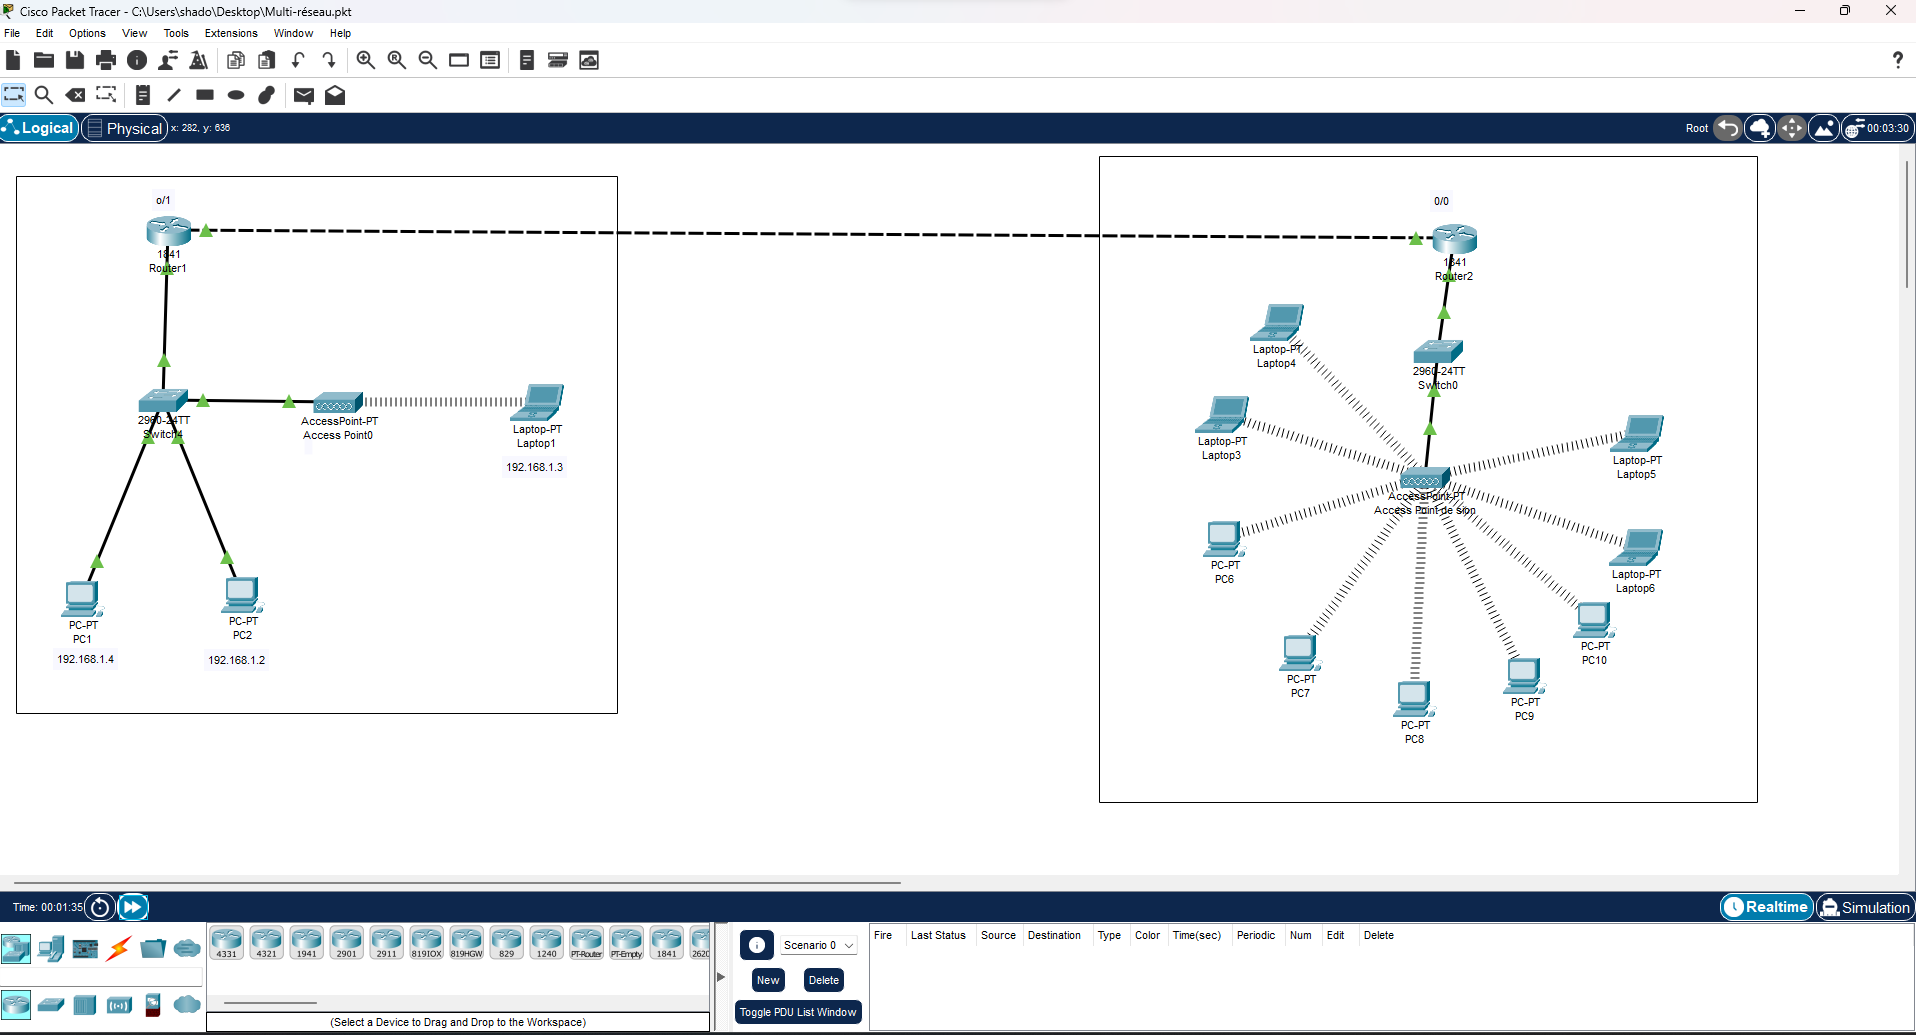 Cisco Packet Tracer - C:\Users\shado\Desktop\Multi-réseau.pkt
File Edit Options View Tools Extensions Window Help
Logical Physical x: 282, y: 636 Root 00:03:30
o/1
1841
Router1
0/0
1841
Router2
Laptop-PT
Laptop4
2960-24TT
Switch0
2960-24TT
Switch4
AccessPoint-PT
Access Point0
Laptop-PT
Laptop1
192.168.1.3
Laptop-PT
Laptop3
Laptop-PT
Laptop5
AccessPoint-PT
Access Point de sion
PC-PT
PC6
Laptop-PT
Laptop6
PC-PT
PC1
192.168.1.4
PC-PT
PC2
192.168.1.2
PC-PT
PC10
PC-PT
PC7
PC-PT
PC9
PC-PT
PC8
Time: 00:01:35 Realtime Simulation
4331 4321 1941 2901 2911 819IOX 819HGW 829 1240 PT-Router PT-Empty 1841 262
(Select a Device to Drag and Drop to the Workspace)
Scenario 0
New Delete
Toggle PDU List Window
Fire Last Status Source Destination Type Color Time(sec) Periodic Num Edit Delete